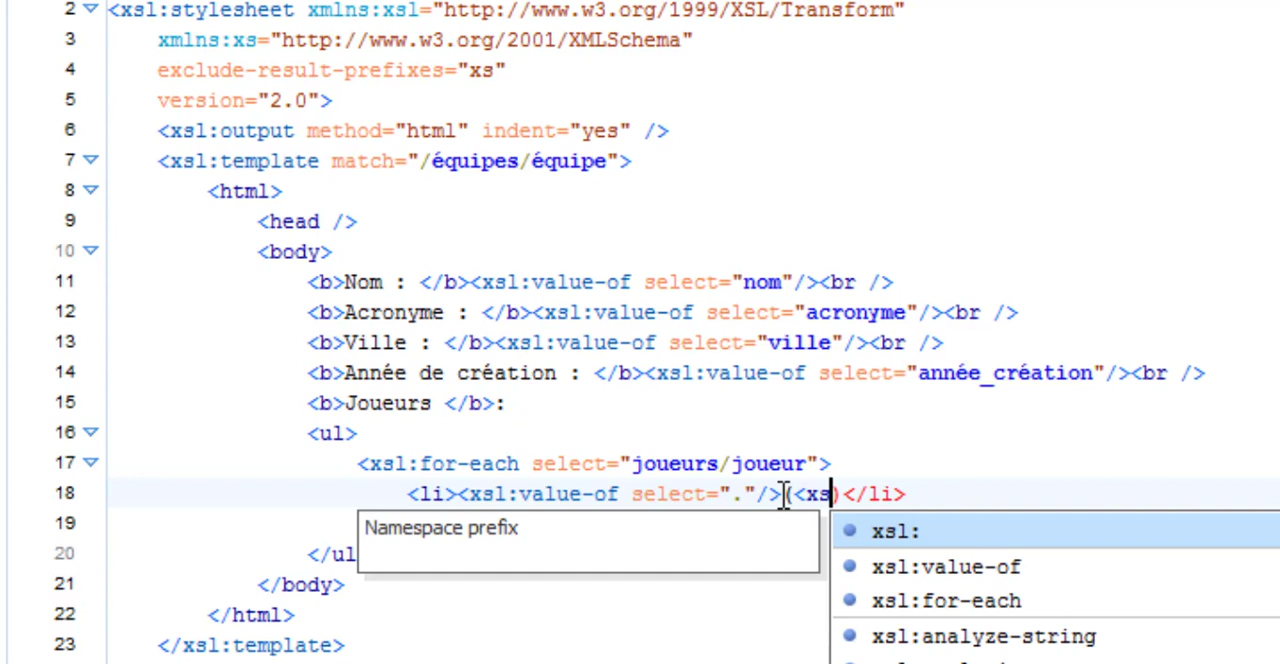 2 <xsl:stylesheet xmlns:xsl="http://www.w3.org/1999/XSL/Transform"
3 xmlns:xs="http://www.w3.org/2001/XMLSchema"
4 exclude-result-prefixes="xs"
5 version="2.0">
6 <xsl:output method="html" indent="yes" />
7 <xsl:template match="/équipes/équipe">
8 <html>
9 <head />
10 <body>
11 <b>Nom : </b><xsl:value-of select="nom"/><br />
12 <b>Acronyme : </b><xsl:value-of select="acronyme"/><br />
13 <b>Ville : </b><xsl:value-of select="ville"/><br />
14 <b>Année de création : </b><xsl:value-of select="année_création"/><br />
15 <b>Joueurs </b>:
16 <ul>
17 <xsl:for-each select="joueurs/joueur">
18 <li><xsl:value-of select="."/>(<xs)</li>
19 Namespace prefix
xsl:
20 </ul
xsl:value-of
21 </body>
xsl:for-each
22 </html>
xsl:analyze-string
23 </xsl:template>